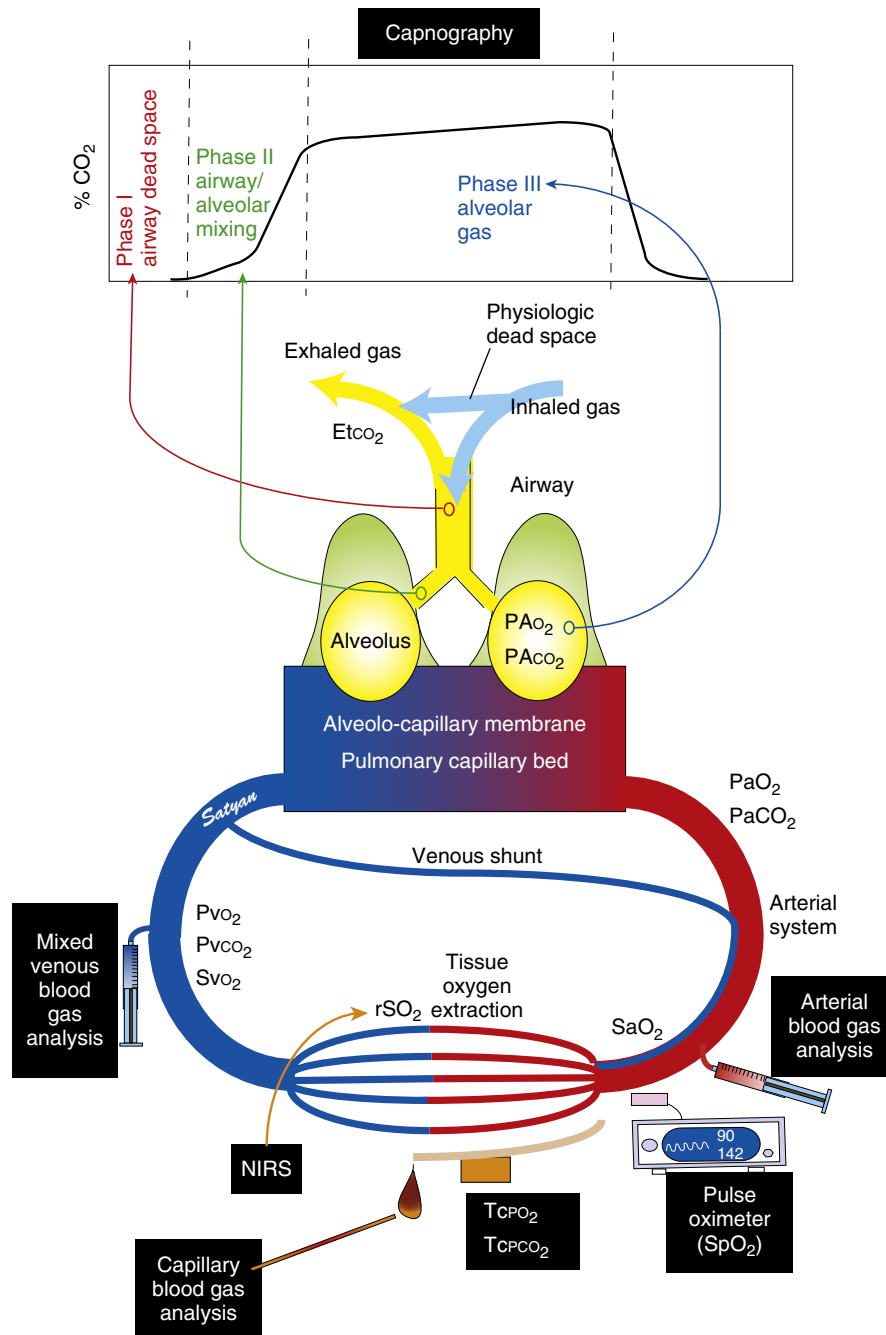 Capnography
% CO₂
Phase I
airway dead space
Phase II
airway/
alveolar
mixing
Phase III
alveolar
gas
Physiologic
dead space
Exhaled gas
Inhaled gas
EtCO₂
Airway
Alveolus
PAO₂
PACO₂
Alveolo-capillary membrane
Pulmonary capillary bed
Satyan
PaO₂
PaCO₂
Venous shunt
Arterial
system
Mixed
venous
blood
gas
analysis
PvO₂
PvCO₂
SvO₂
Tissue
oxygen
extraction
rSO₂
SaO₂
Arterial
blood gas
analysis
90
142
NIRS
TcPO₂
TcPCO₂
Pulse
oximeter
(SpO₂)
Capillary
blood gas
analysis